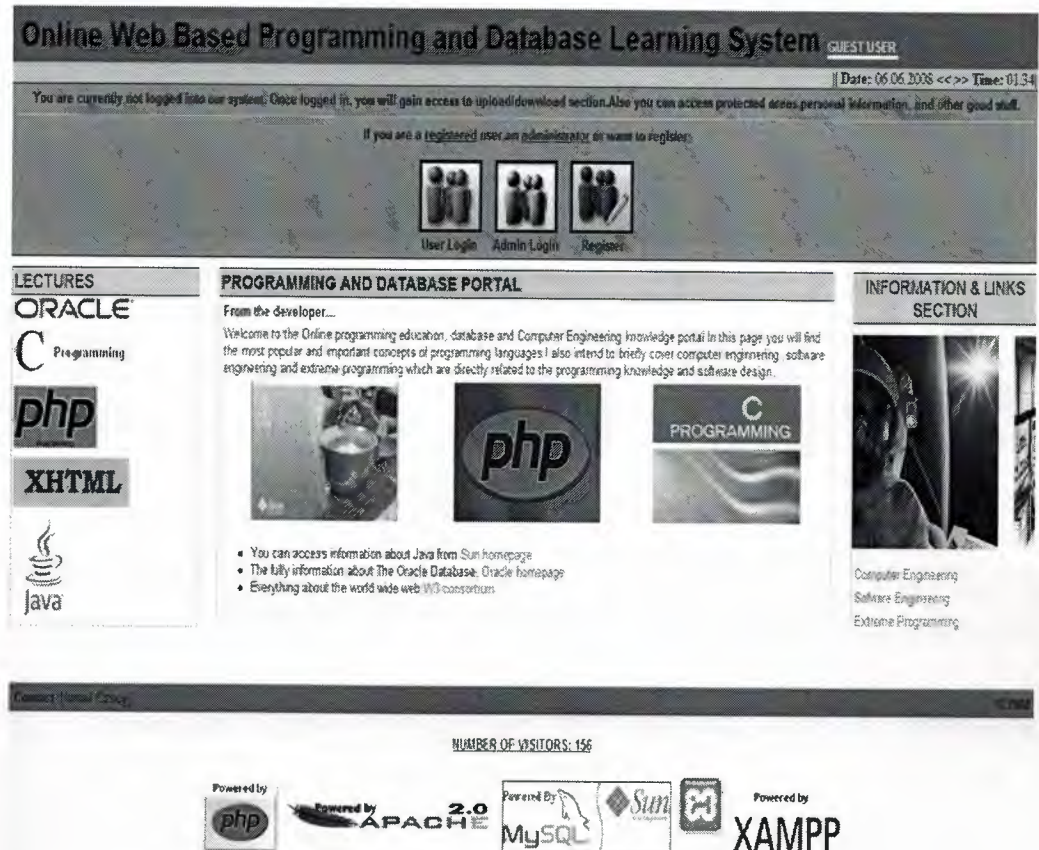 Online Web Based Programming and Database Learning System GUEST USER
|| Date: 06.06.2008 <<>> Time: 01.34
You are currently not logged into our system. Once logged in, you will gain access to upload/download section.Also you can access protected areas personal information, and other good stuff.
If you are a registered user an administrator or want to register:
User Login Admin Login Register
LECTURES
ORACLE
C Programming
php
XHTML
Java
PROGRAMMING AND DATABASE PORTAL
From the developer...
Welcome to the Online programming education, database and Computer Engineering knowledge portal In this page you will find
the most popular and important concepts of programming languages I also intend to briefly cover computer enginnering, software
engineering and extreme programming which are directly related to the programming knowledge and software design.
php
C
PROGRAMMING
• You can access information about Java from Sun homepage
• The fully information about The Oracle Database, Oracle homepage
• Everything about the world wide web W3 consortium
INFORMATION & LINKS
SECTION
Computer Engineering
Software Engineering
Extreme Programming
Contact
NUMBER OF VISITORS: 156
Powered by
php
Powered by
APACHE 2.0
Powered By
MySQL
Sun
Powered by
XAMPP